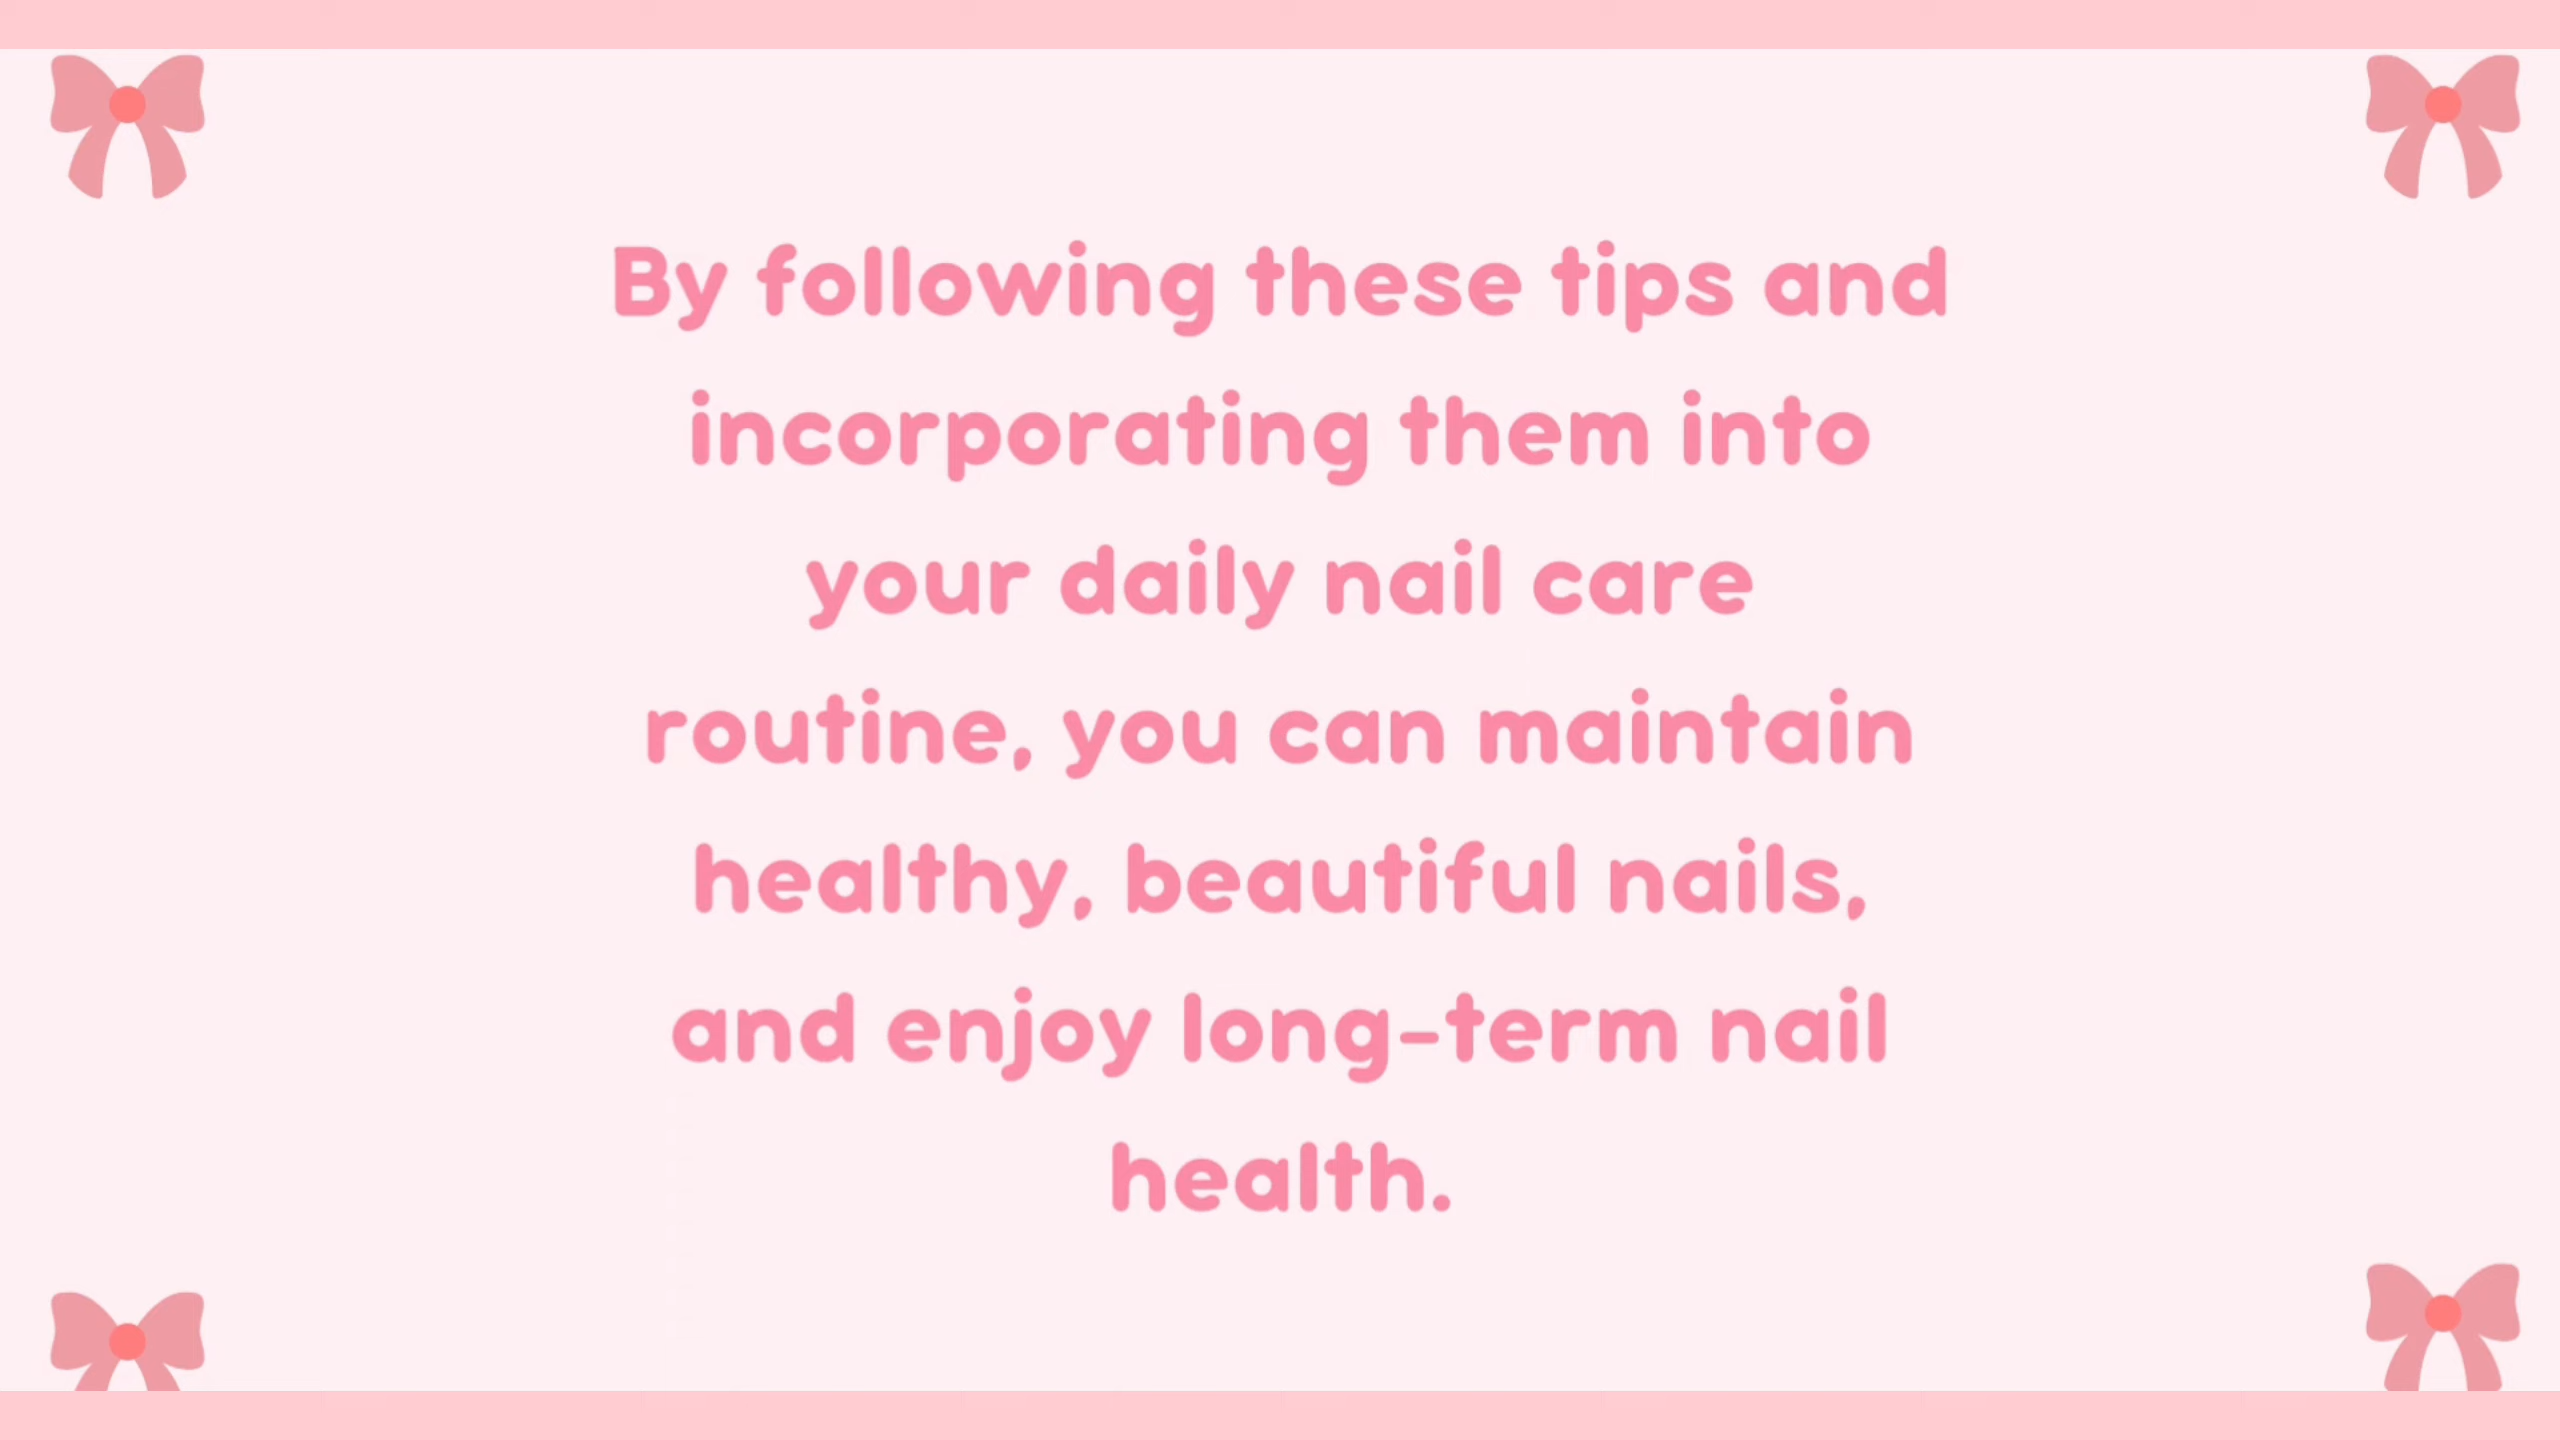 By following these tips and
incorporating them into
your daily nail care
routine, you can maintain
healthy, beautiful nails,
and enjoy long-term nail
health.